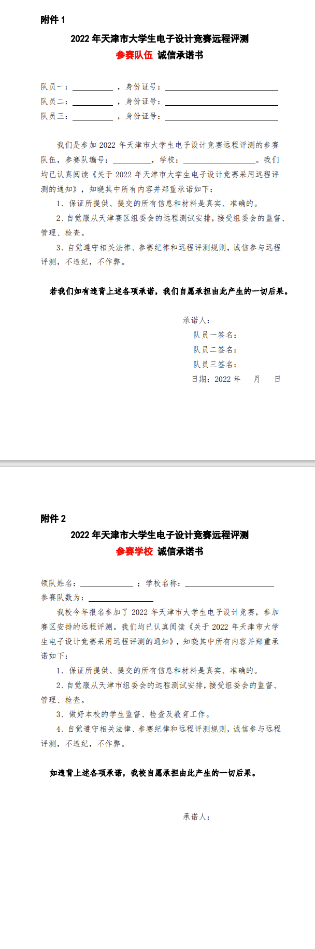 附件 1
2022 年天津市大学生电子设计竞赛远程评测
参赛队伍 诚信承诺书
队员一：________，身份证号：____________________
队员二：________，身份证号：____________________
队员三：________，身份证号：____________________
我们是参加 2022 年天津市大学生电子设计竞赛远程评测的参赛
队伍，参赛队编号：________，学校：______________。我们
均已认真阅读《关于 2022 年天津市大学生电子设计竞赛采用远程评
测的通知》，知晓其中所有内容并郑重承诺如下：
1．保证所提供、提交的所有信息和材料是真实、准确的。
2．自觉服从天津赛区组委会的远程测试安排，接受组委会的监督、
管理、检查。
3．自觉遵守相关法律、参赛纪律和远程评测规则，诚信参与远程
评测，不违纪，不作弊。
若我们如有违背上述各项承诺，我们自愿承担由此产生的一切后果。
承诺人：
队员一签名：
队员二签名：
队员三签名：
日期：2022 年 月 日
附件 2
2022 年天津市大学生电子设计竞赛远程评测
参赛学校 诚信承诺书
领队姓名：__________；学校名称：________________
参赛队数为：____________
我校今年报名参加了 2022 年天津市大学生电子设计竞赛，参加
赛区安排的远程评测。我们均已认真阅读《关于 2022 年天津市大学
生电子设计竞赛采用远程评测的通知》，知晓其中所有内容并郑重承
诺如下：
1．保证所提供、提交的所有信息和材料是真实、准确的。
2．自觉服从天津市组委会的远程测试安排，接受组委会的监督、
管理、检查。
3．做好本校的学生监督、检查及教育工作。
4．自觉遵守相关法律、参赛纪律和远程评测规则，诚信参与远程
评测，不违纪，不作弊。
如违背上述各项承诺，我校自愿承担由此产生的一切后果。
承诺人：